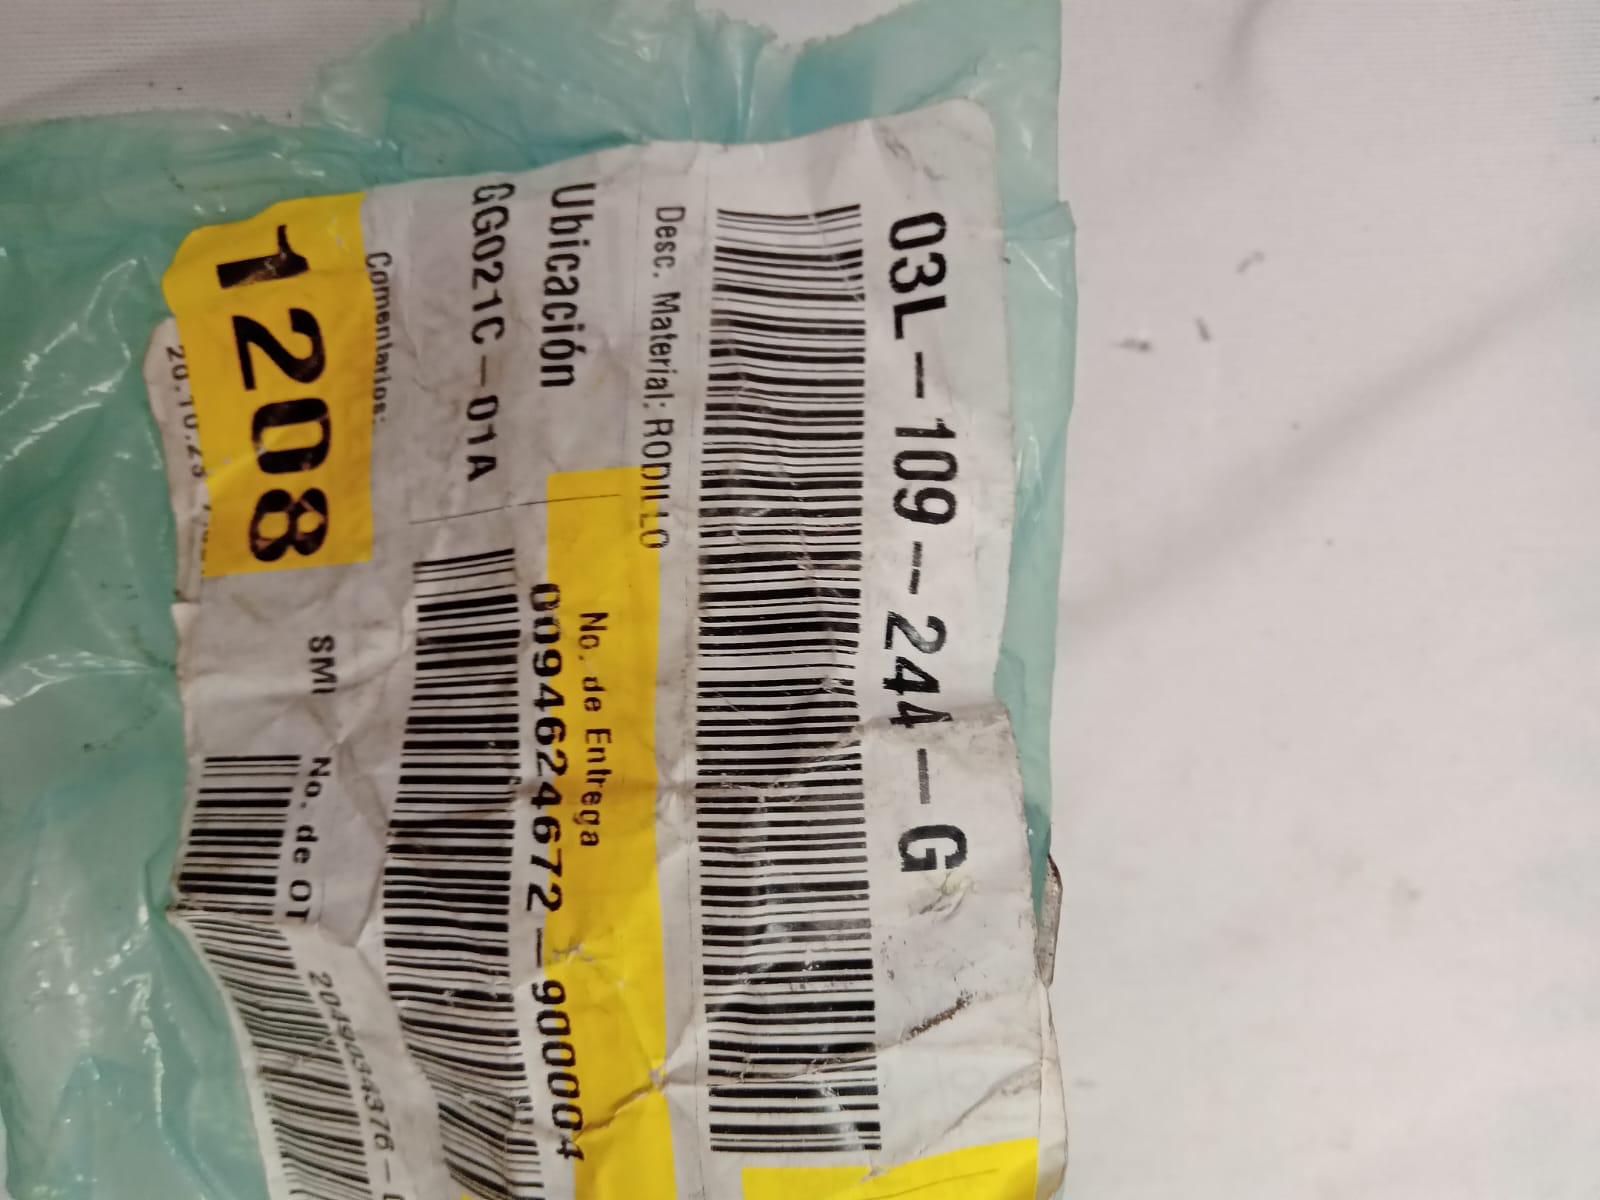 03L-109-244-G
Desc. Material: RODILLO
Ubicación
GG021C-01A
No. de Entrega
0094624672-900004
Comentarios:
1208
SMI
No. de OT